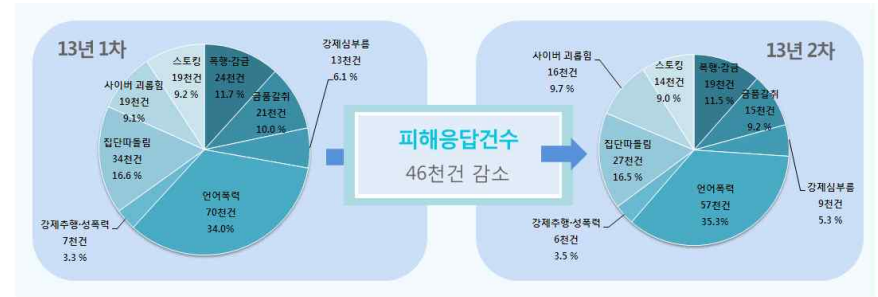 13년 1차
스토킹
19천건
9.2 %
폭행·감금
24천건
11.7 %
강제심부름
13천건
6.1 %
금품갈취
21천건
10.0 %
사이버 괴롭힘
19천건
9.1%
집단따돌림
34천건
16.6 %
언어폭력
70천건
34.0%
강제추행·성폭력
7천건
3.3 %
피해응답건수
46천건 감소
13년 2차
사이버 괴롭힘
16천건
9.7 %
스토킹
14천건
9.0 %
폭행·감금
19천건
11.5 %
금품갈취
15천건
9.2 %
집단따돌림
27천건
16.5 %
언어폭력
57천건
35.3%
강제심부름
9천건
5.3 %
강제추행·성폭력
6천건
3.5 %